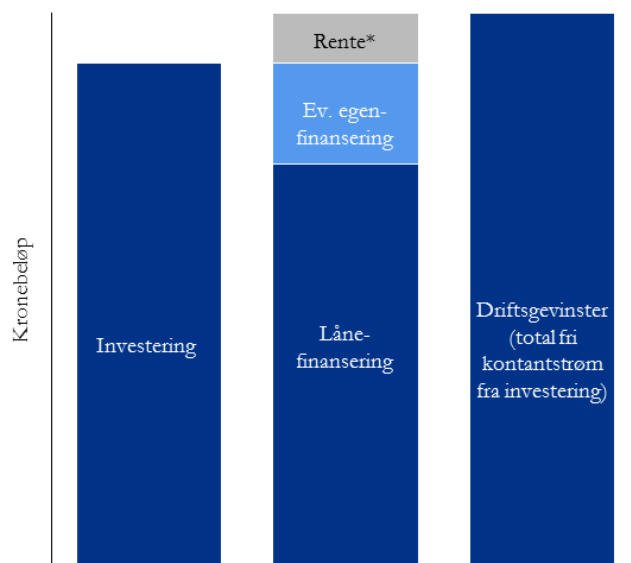 Kronebeløp
Investering
Rente*
Ev. egen-
finansering
Låne-
finansering
Driftsgevinster
(total fri
kontantstrøm
fra investering)